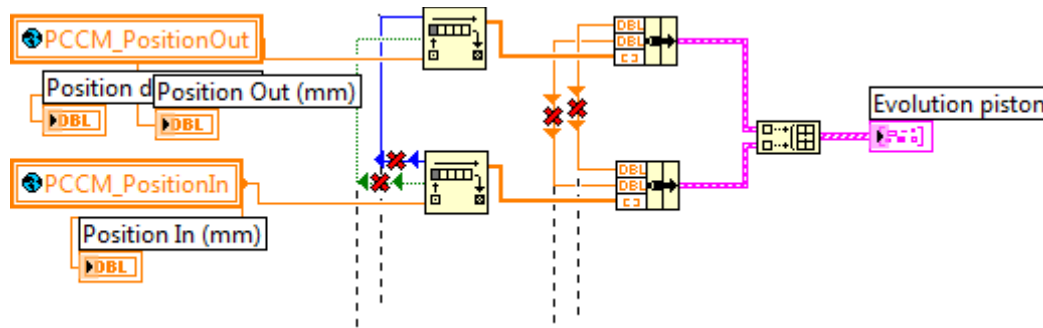 PCCM_PositionOut
Position d
Position Out (mm)
DBL
DBL
PCCM_PositionIn
Position In (mm)
DBL
DBL
DBL
DBL
DBL
Evolution piston